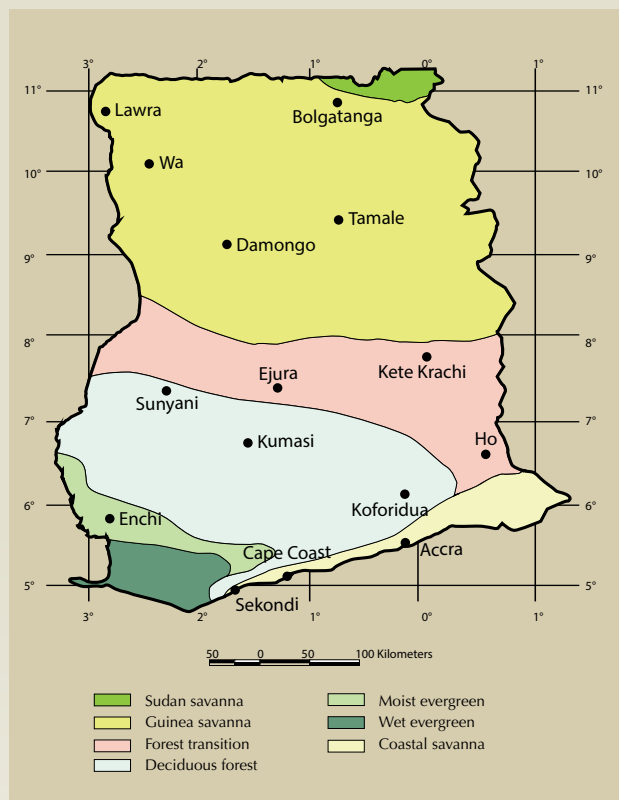 3° 2° 1° 0° 1°
11° 11°
Lawra
Bolgatanga
Wa
10° 10°
Tamale
Damongo
9° 9°
8° 8°
Kete Krachi
Ejura
Sunyani
7° 7°
Kumasi
Ho
Koforidua
6° 6°
Enchi
Cape Coast
Accra
5° 5°
Sekondi
3° 2° 1° 0° 1°
50 0 50 100 Kilometers
Sudan savanna
Guinea savanna
Forest transition
Deciduous forest
Moist evergreen
Wet evergreen
Coastal savanna